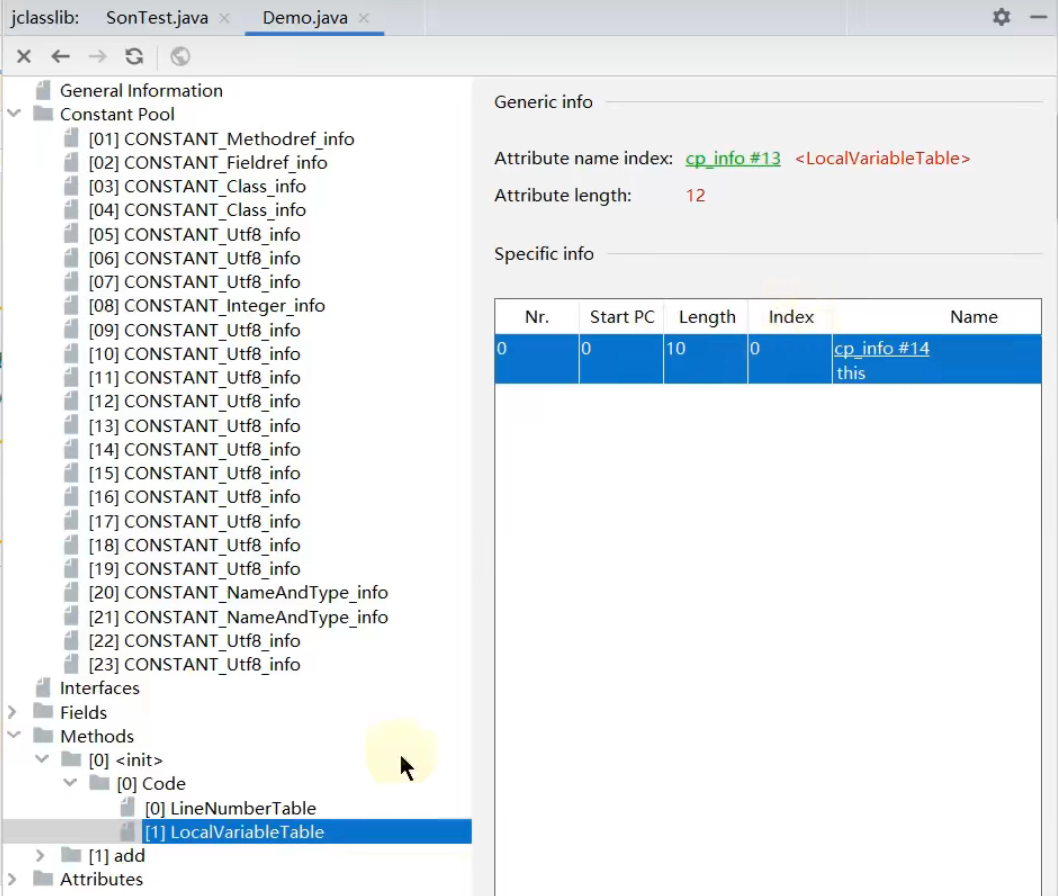 jclasslib: SonTest.java Demo.java
General Information
Constant Pool
[01] CONSTANT_Methodref_info
[02] CONSTANT_Fieldref_info
[03] CONSTANT_Class_info
[04] CONSTANT_Class_info
[05] CONSTANT_Utf8_info
[06] CONSTANT_Utf8_info
[07] CONSTANT_Utf8_info
[08] CONSTANT_Integer_info
[09] CONSTANT_Utf8_info
[10] CONSTANT_Utf8_info
[11] CONSTANT_Utf8_info
[12] CONSTANT_Utf8_info
[13] CONSTANT_Utf8_info
[14] CONSTANT_Utf8_info
[15] CONSTANT_Utf8_info
[16] CONSTANT_Utf8_info
[17] CONSTANT_Utf8_info
[18] CONSTANT_Utf8_info
[19] CONSTANT_Utf8_info
[20] CONSTANT_NameAndType_info
[21] CONSTANT_NameAndType_info
[22] CONSTANT_Utf8_info
[23] CONSTANT_Utf8_info
Interfaces
Fields
Methods
[0] <init>
[0] Code
[0] LineNumberTable
[1] LocalVariableTable
[1] add
Attributes
Generic info
Attribute name index: cp_info #13 <LocalVariableTable>
Attribute length: 12
Specific info
Nr. Start PC Length Index Name
0 0 10 0 cp_info #14
this